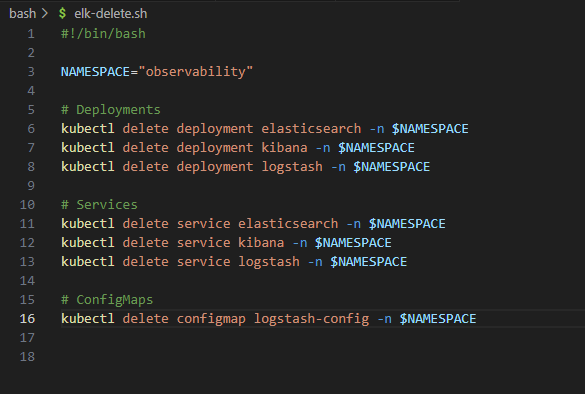 bash > $ elk-delete.sh
1 #!/bin/bash
2
3 NAMESPACE="observability"
4
5 # Deployments
6 kubectl delete deployment elasticsearch -n $NAMESPACE
7 kubectl delete deployment kibana -n $NAMESPACE
8 kubectl delete deployment logstash -n $NAMESPACE
9
10 # Services
11 kubectl delete service elasticsearch -n $NAMESPACE
12 kubectl delete service kibana -n $NAMESPACE
13 kubectl delete service logstash -n $NAMESPACE
14
15 # ConfigMaps
16 kubectl delete configmap logstash-config -n $NAMESPACE
17
18